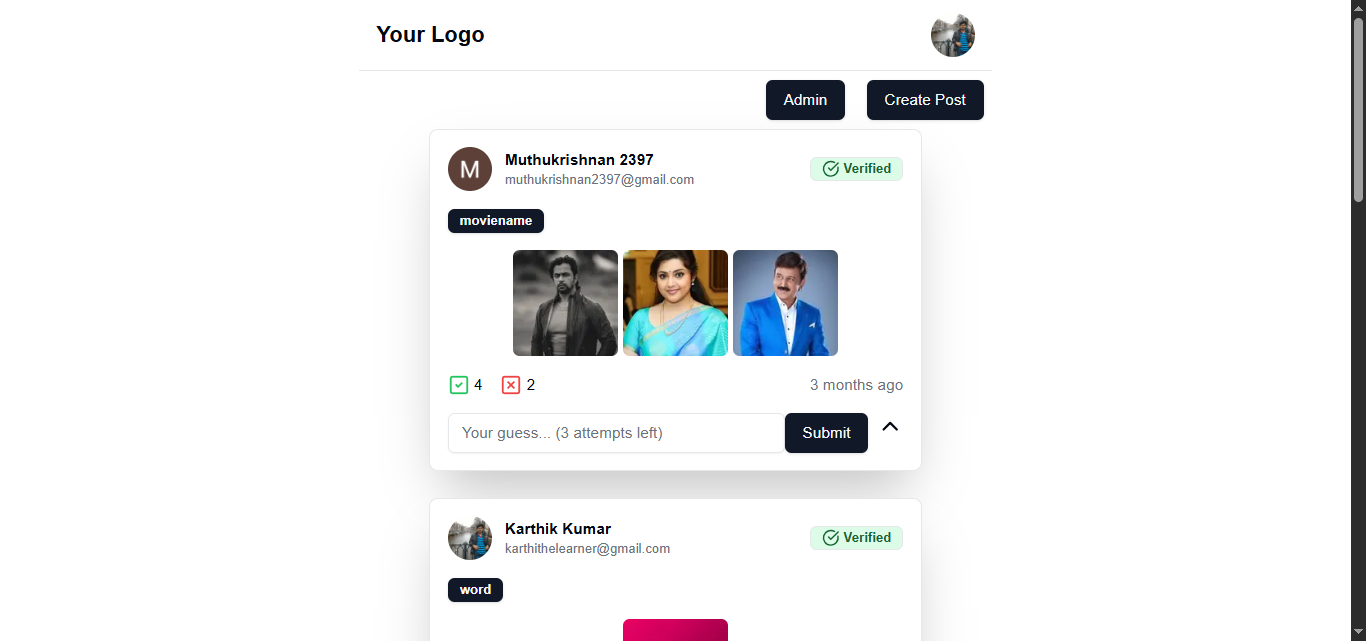 Your Logo
Admin
Create Post
M
Muthukrishnan 2397
muthukrishnan2397@gmail.com
Verified
moviename
4
2
3 months ago
Your guess... (3 attempts left)
Submit
Karthik Kumar
karthithelearner@gmail.com
Verified
word